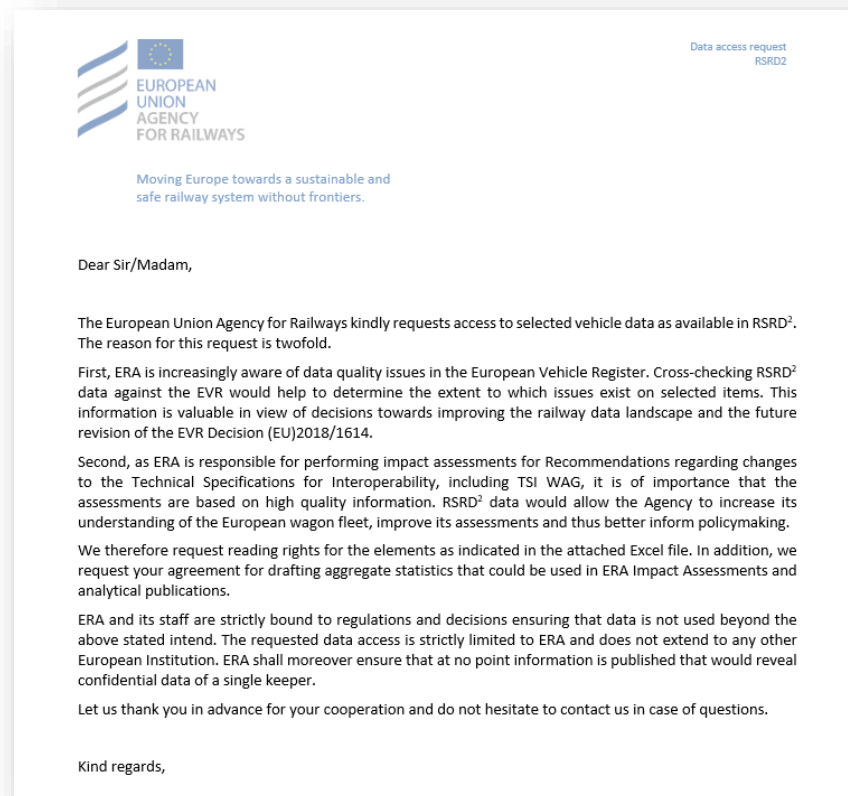 Data access request
RSRD2
EUROPEAN
UNION
AGENCY
FOR RAILWAYS
Moving Europe towards a sustainable and
safe railway system without frontiers.
Dear Sir/Madam,
The European Union Agency for Railways kindly requests access to selected vehicle data as available in RSRD².
The reason for this request is twofold.
First, ERA is increasingly aware of data quality issues in the European Vehicle Register. Cross-checking RSRD²
data against the EVR would help to determine the extent to which issues exist on selected items. This
information is valuable in view of decisions towards improving the railway data landscape and the future
revision of the EVR Decision (EU)2018/1614.
Second, as ERA is responsible for performing impact assessments for Recommendations regarding changes
to the Technical Specifications for Interoperability, including TSI WAG, it is of importance that the
assessments are based on high quality information. RSRD² data would allow the Agency to increase its
understanding of the European wagon fleet, improve its assessments and thus better inform policymaking.
We therefore request reading rights for the elements as indicated in the attached Excel file. In addition, we
request your agreement for drafting aggregate statistics that could be used in ERA Impact Assessments and
analytical publications.
ERA and its staff are strictly bound to regulations and decisions ensuring that data is not used beyond the
above stated intend. The requested data access is strictly limited to ERA and does not extend to any other
European Institution. ERA shall moreover ensure that at no point information is published that would reveal
confidential data of a single keeper.
Let us thank you in advance for your cooperation and do not hesitate to contact us in case of questions.
Kind regards,